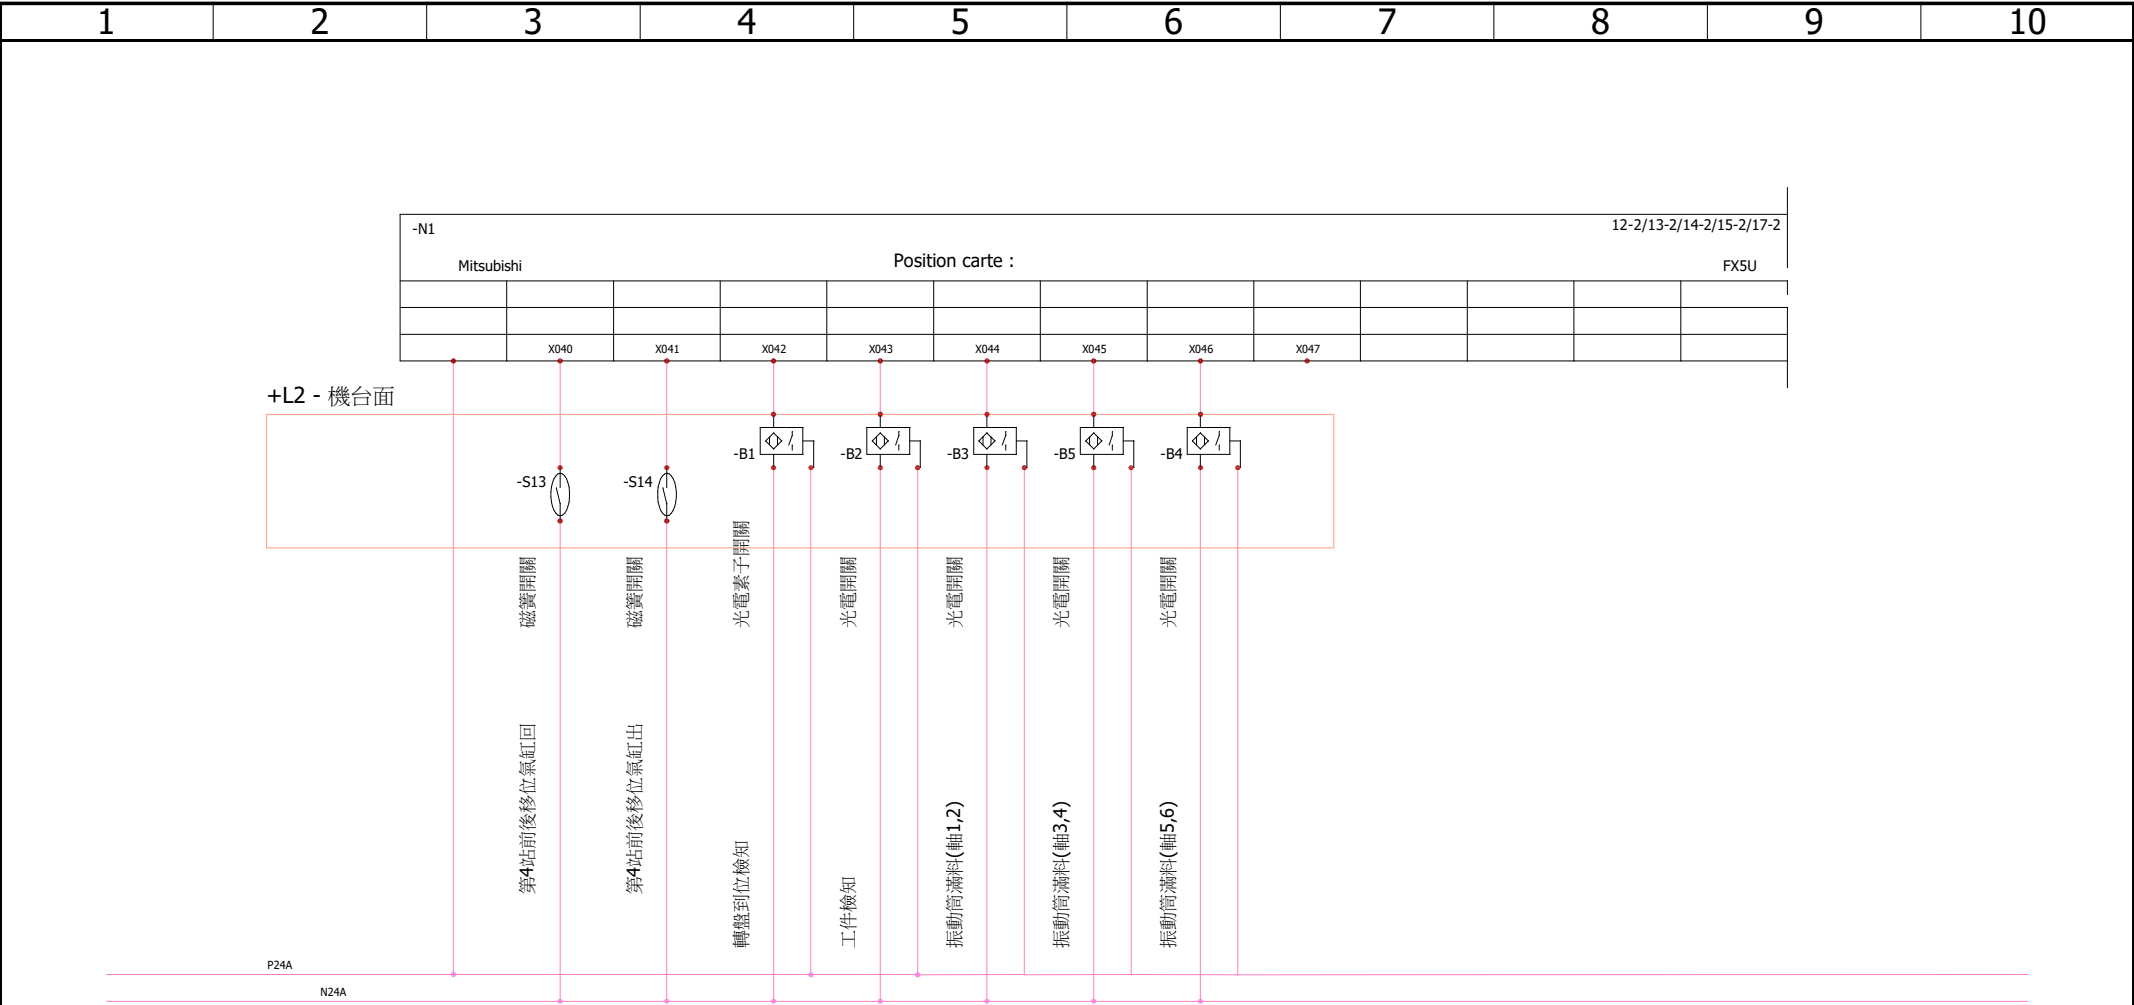 1 2 3 4 5 6 7 8 9 10
-N1 12-2/13-2/14-2/15-2/17-2
Mitsubishi Position carte : FX5U
X040 X041 X042 X043 X044 X045 X046 X047
+L2 - 機台面
-B1 -B2 -B3 -B5 -B4
-S13 -S14
磁簧開關
磁簧開關
光電素子開關
光電開關
光電開關
光電開關
光電開關
第4站前後移位氣缸回
第4站前後移位氣缸出
轉盤到位檢知
工件檢知
振動筒滿料(軸1,2)
振動筒滿料(軸3,4)
振動筒滿料(軸5,6)
P24A
N24A